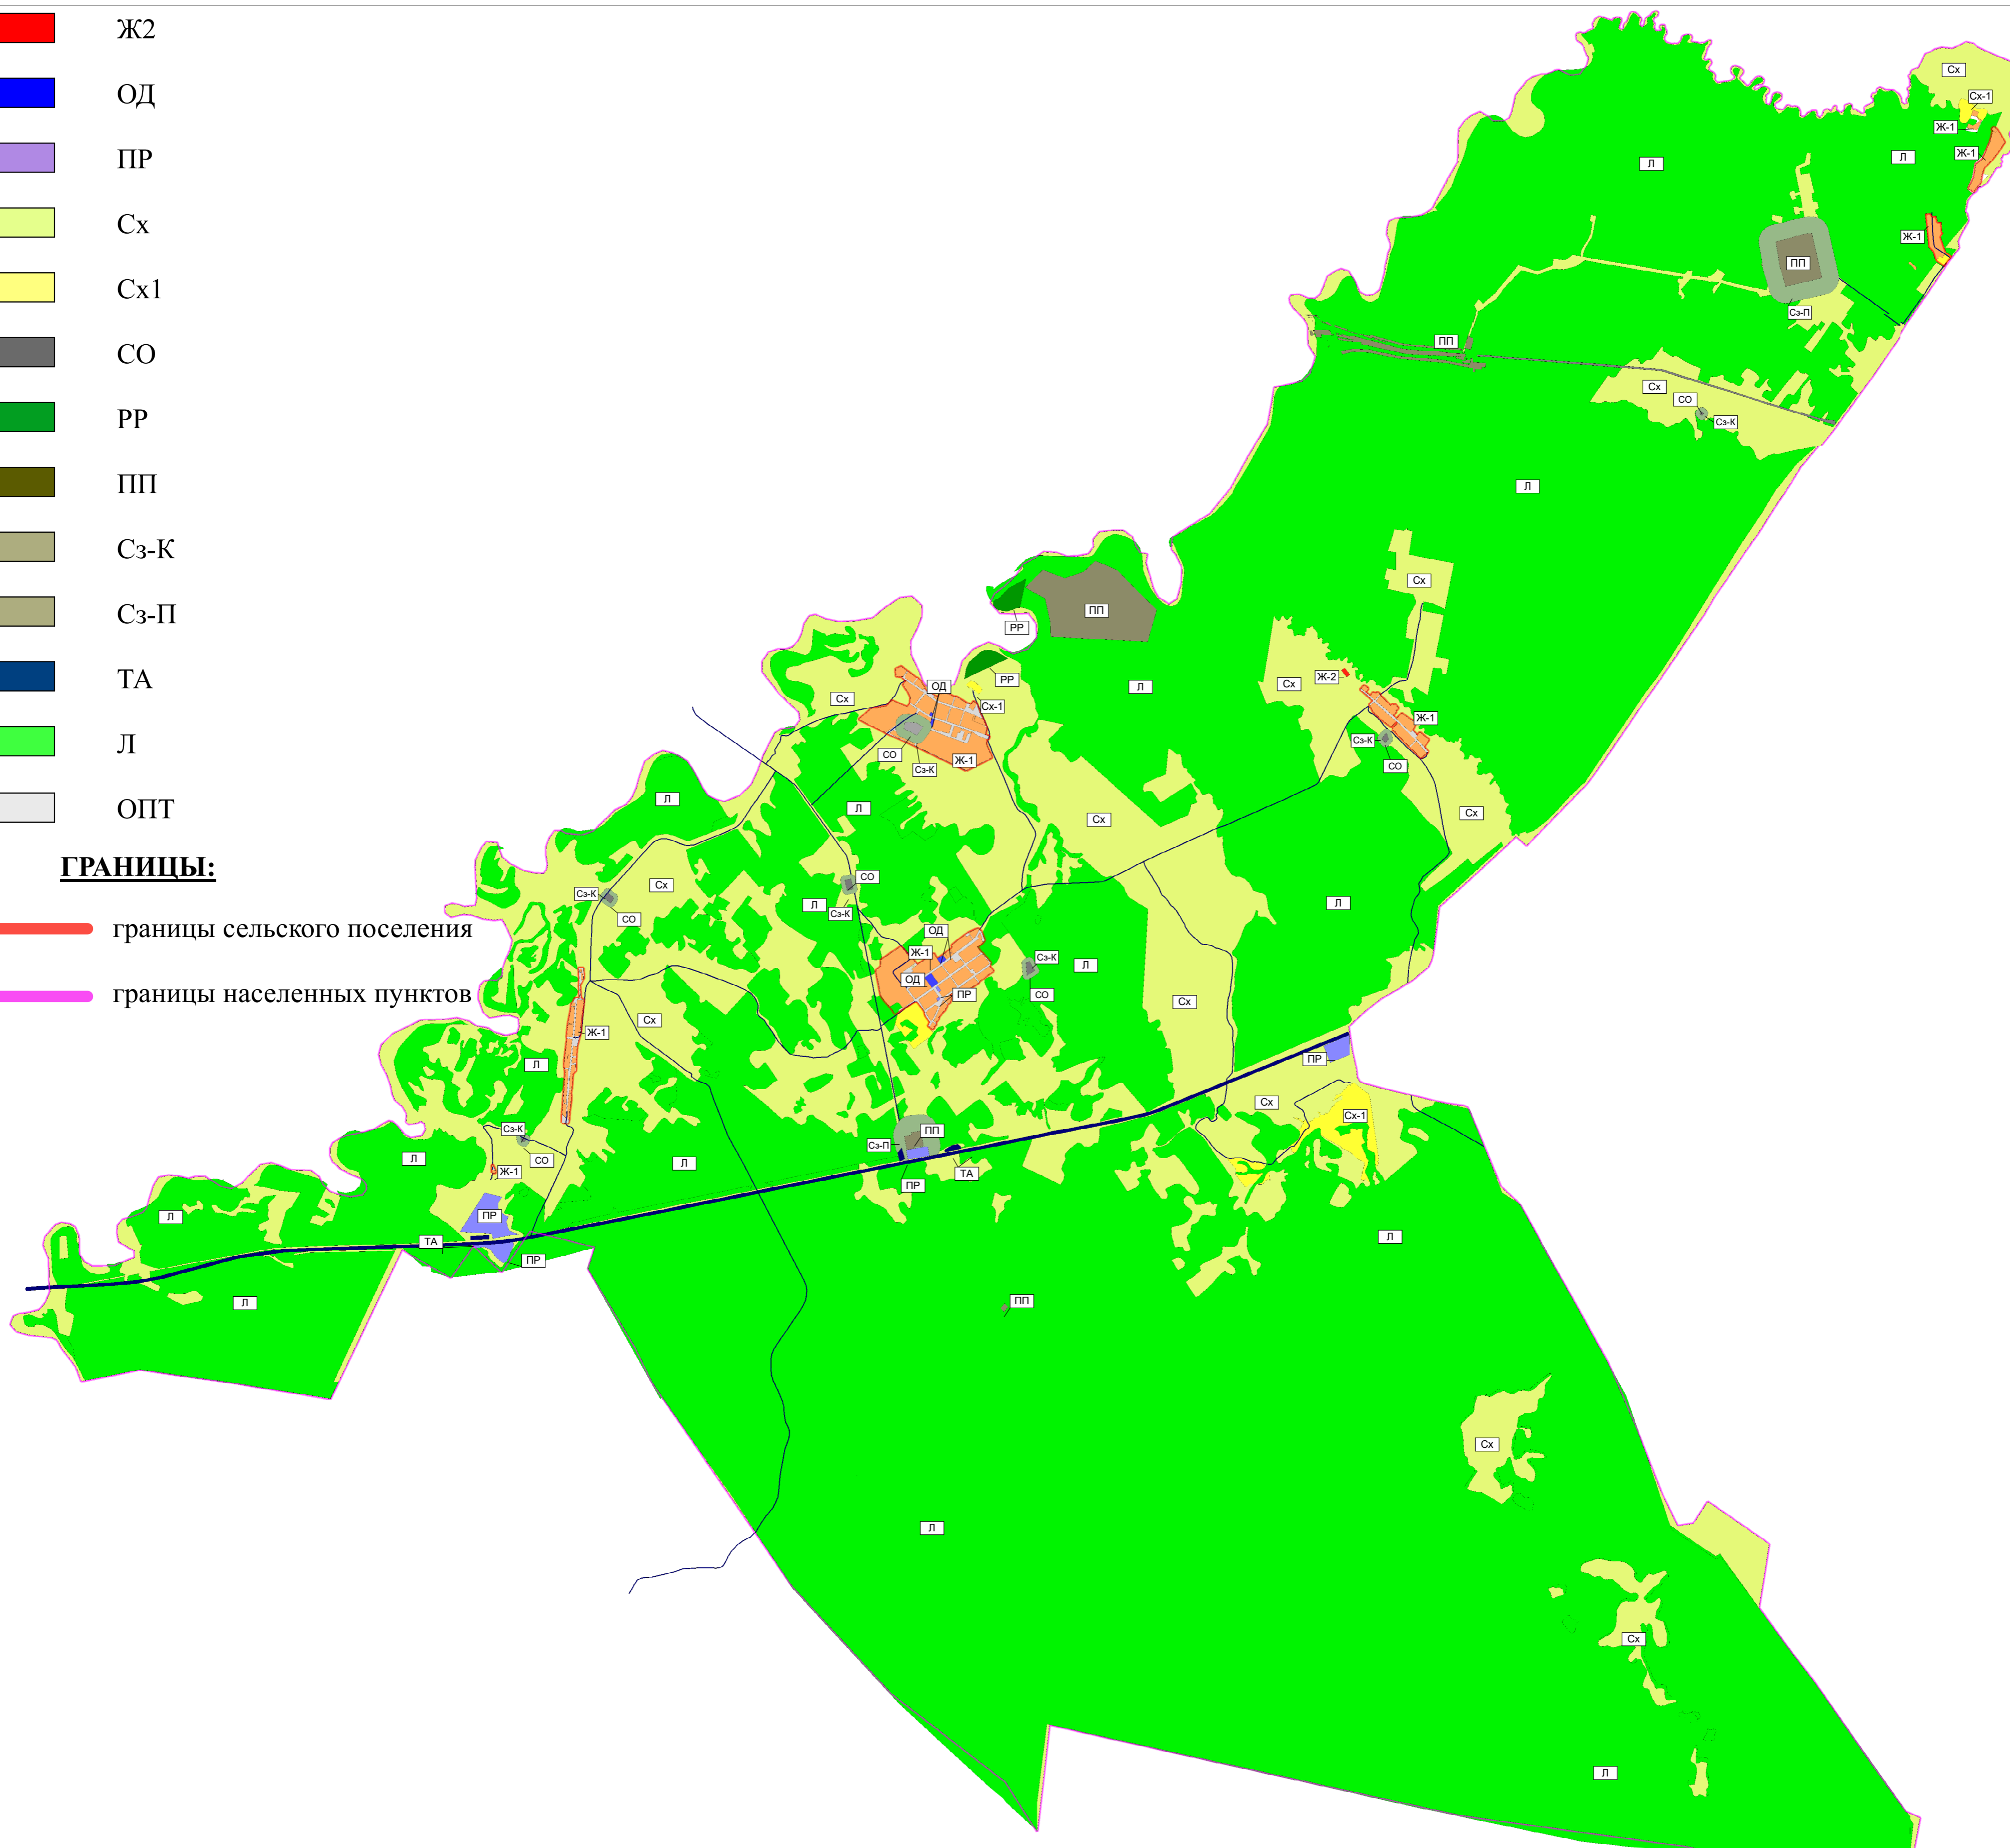 Ж2
ОД
ПР
Сх
Сх1
СО
РР
ПП
Сз-К
Сз-П
ТА
Л
ОПТ
ГРАНИЦЫ:
границы сельского поселения
границы населенных пунктов
Сх
Сх-1
Ж-1
Ж-1
Л
Л
Ж-1
ПП
Сз-П
ПП
Сх
СО
Сз-К
Л
Сх
ПП
РР
РР
ОД
Сх
Сх-1
СО
Сз-К
Ж-1
Л
Ж-2
Сх
Ж-1
Сз-К
СО
Сх
Л
Л
Сх
Сз-К
Сх
СО
СО
Л
Сз-К
Л
ОД
Ж-1
ОД
ПР
Сз-К
Л
СО
Сх
Сх
Ж-1
Л
ПР
Сх
Сх-1
Сз-К
СО
Ж-1
Л
Л
ПП
Сз-П
ТА
ПР
Л
ПР
ТА
ПР
Л
Л
ПП
Сх
Л
Сх
Л